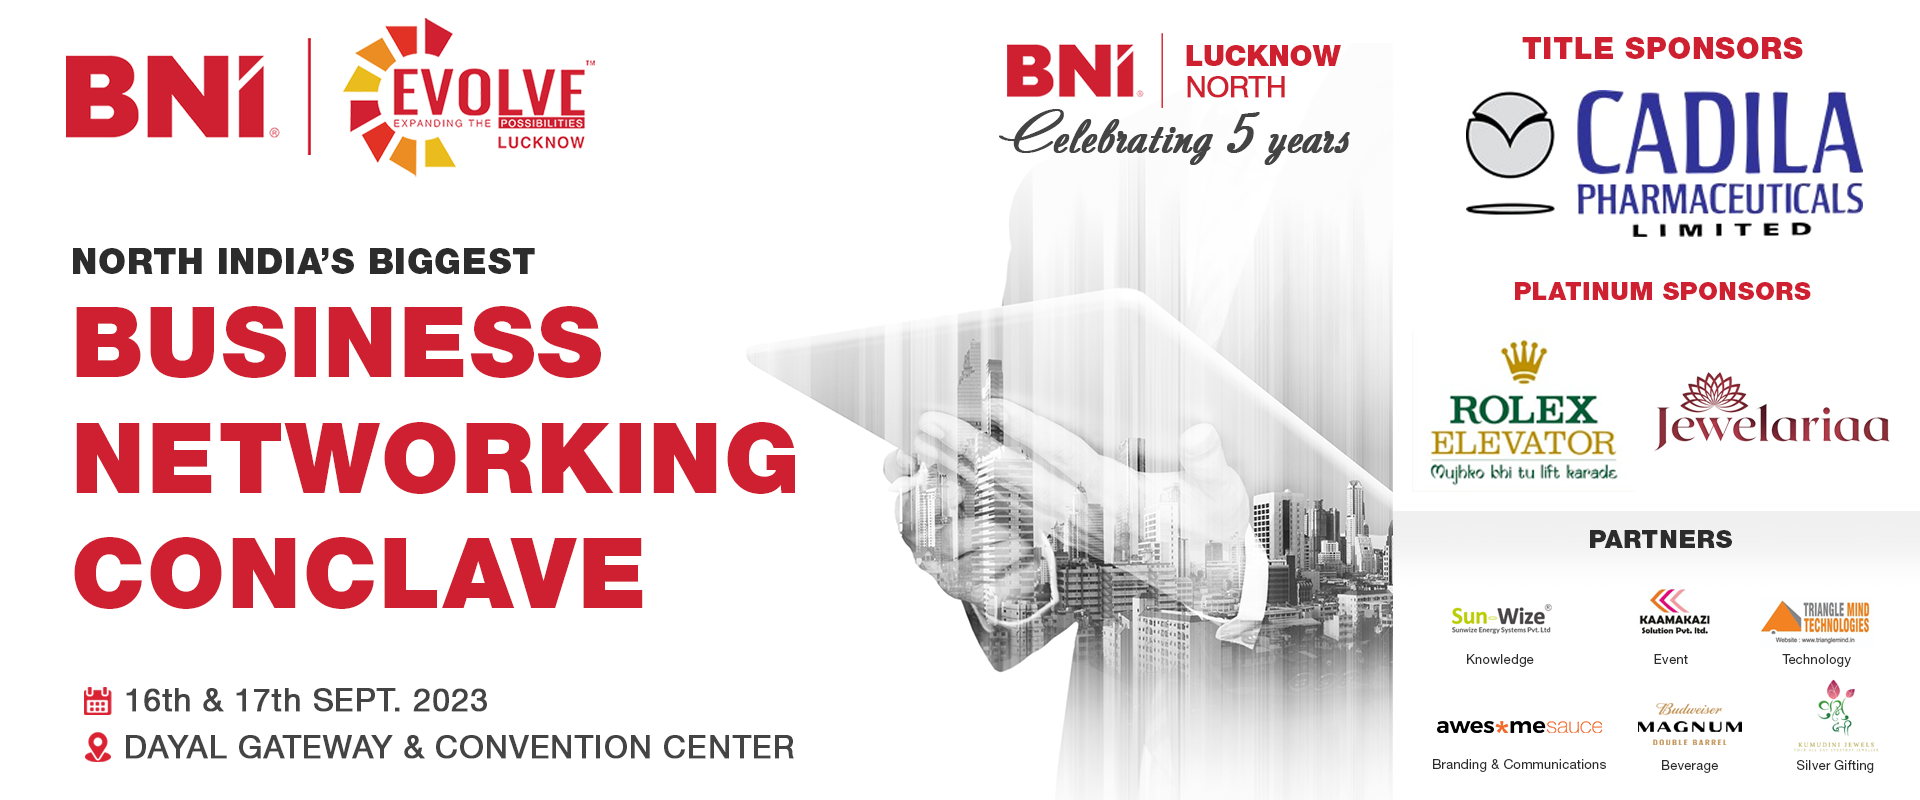 BNI®
EVOLVE™
EXPANDING THE POSSIBILITIES
LUCKNOW
NORTH INDIA'S BIGGEST
BUSINESS
NETWORKING
CONCLAVE
16th & 17th SEPT. 2023
DAYAL GATEWAY & CONVENTION CENTER
BNI®
LUCKNOW
NORTH
Celebrating 5 years
TITLE SPONSORS
CADILA
PHARMACEUTICALS
LIMITED
PLATINUM SPONSORS
ROLEX
ELEVATOR
Mujhko bhi tu lift karade
Jewelariaa
PARTNERS
Sun-Wize®
Sunwize Energy Systems Pvt. Ltd
Knowledge
KAAMAKAZI
Solution Pvt. ltd.
Event
TRIANGLE MIND
TECHNOLOGIES
Website : www.trianglemind.in
Technology
awes*mesauce
Branding & Communications
Budweiser
MAGNUM
DOUBLE BARREL
Beverage
KUMUDINI JEWELS
Silver Gifting